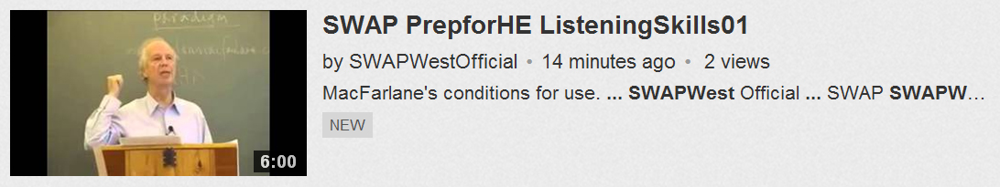 paradigm
6:00
SWAP PrepforHE ListeningSkills01
by SWAPWestOfficial • 14 minutes ago • 2 views
MacFarlane's conditions for use. ... SWAPWest Official ... SWAP SWAPW...
NEW